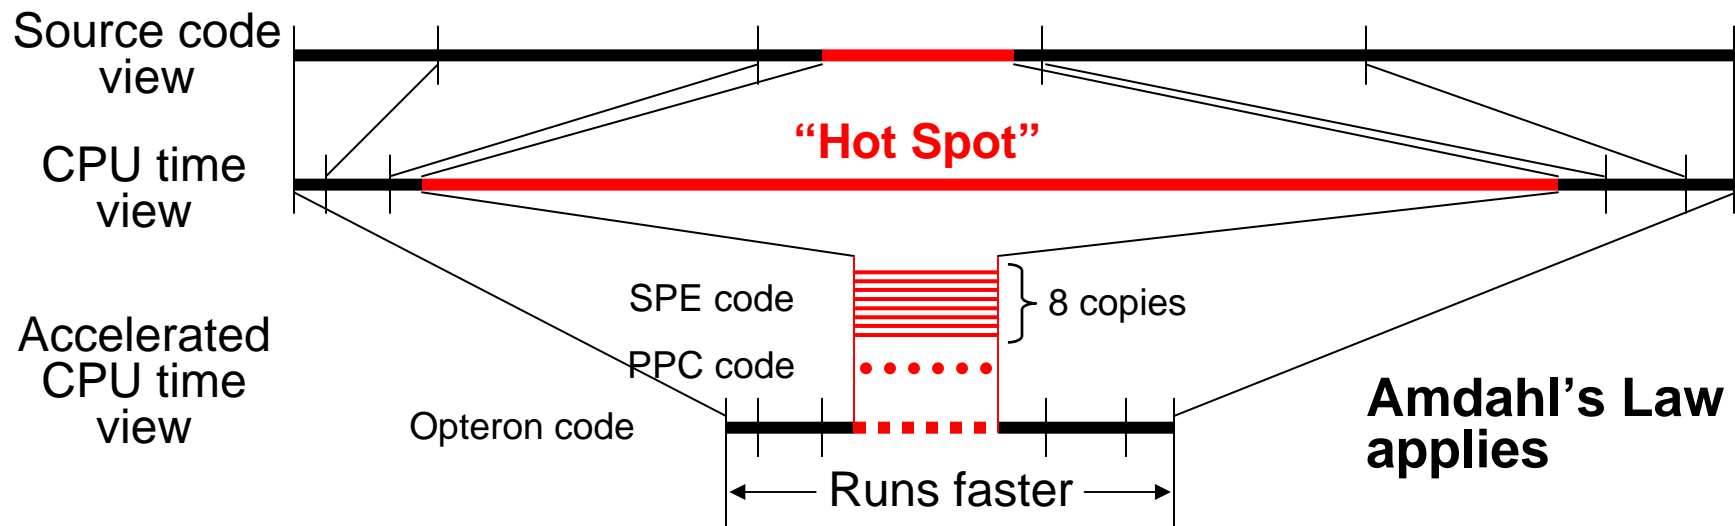 Source code
view
“Hot Spot”
CPU time
view
SPE code
8 copies
Accelerated
CPU time
view
PPC code
Opteron code
Amdahl’s Law
applies
Runs faster